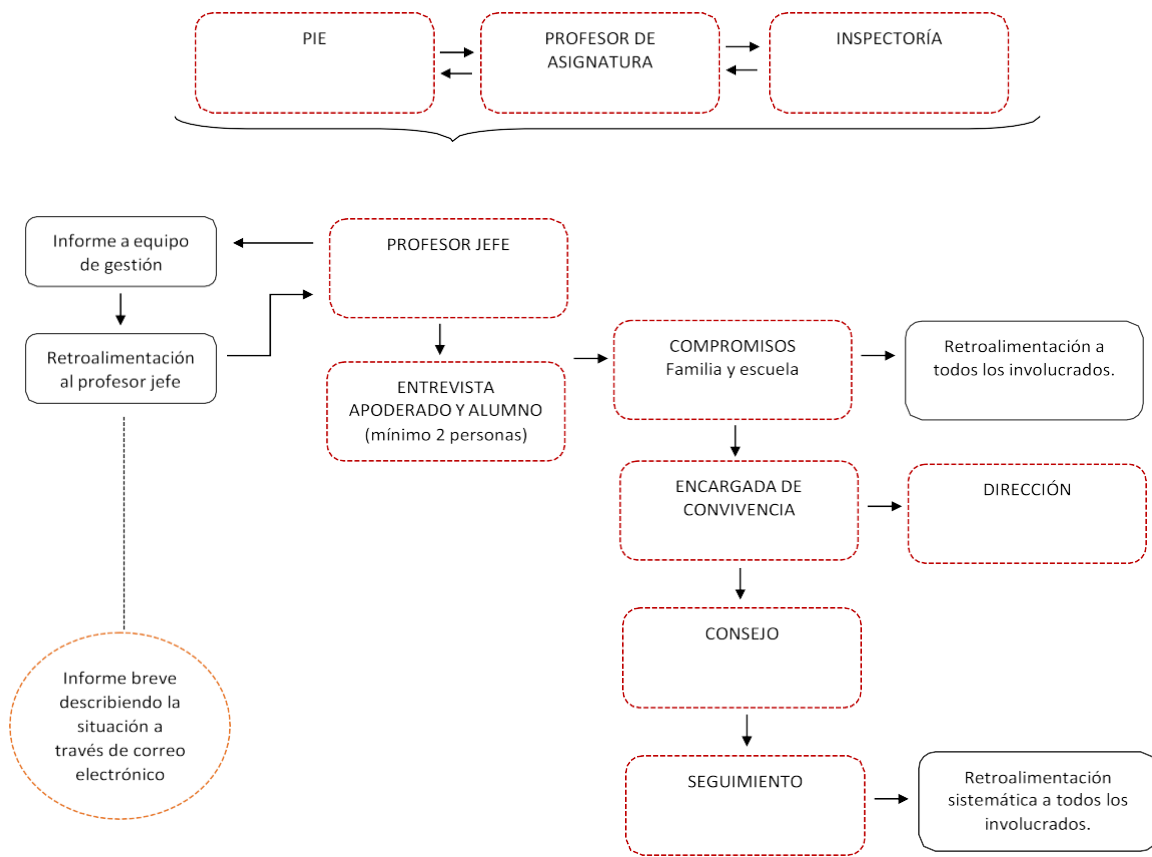 PIE
PROFESOR DE
ASIGNATURA
INSPECTORÍA
Informe a equipo
de gestión
PROFESOR JEFE
Retroalimentación
al profesor jefe
ENTREVISTA
APODERADO Y ALUMNO
(mínimo 2 personas)
COMPROMISOS
Familia y escuela
Retroalimentación a
todos los involucrados.
ENCARGADA DE
CONVIVENCIA
DIRECCIÓN
CONSEJO
Informe breve
describiendo la
situación a
través de correo
electrónico
SEGUIMIENTO
Retroalimentación
sistemática a todos los
involucrados.